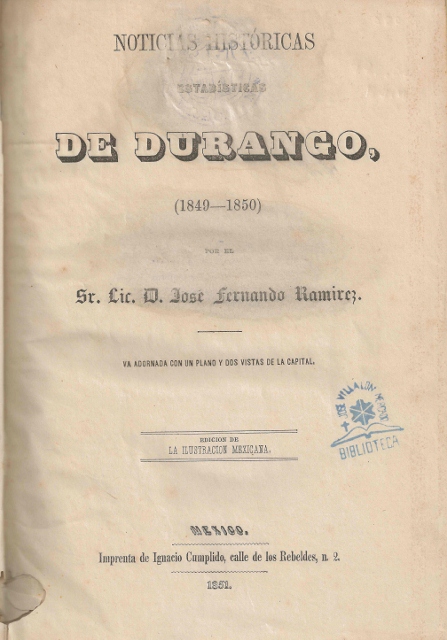 NOTICIAS HISTÓRICAS
ESTADÍSTICAS
DE DURANGO,
(1849—1850)
POR EL
Sr. Lic. D. José Fernando Ramirez.
VA ADORNADA CON UN PLANO Y DOS VISTAS DE LA CAPITAL.
EDICION DE
LA ILUSTRACION MEXICANA.
JOSE VILLALON
BIBLIOTECA
MEXICO.
Imprenta de Ignacio Cumplido, calle de los Rebeldes, n. 2.
1851.